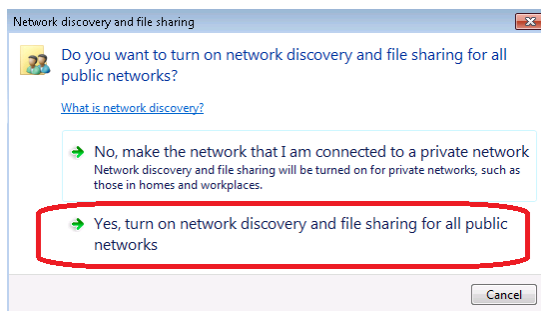 Network discovery and file sharing
Do you want to turn on network discovery and file sharing for all
public networks?
What is network discovery?
No, make the network that I am connected to a private network
Network discovery and file sharing will be turned on for private networks, such as
those in homes and workplaces.
Yes, turn on network discovery and file sharing for all public
networks
Cancel